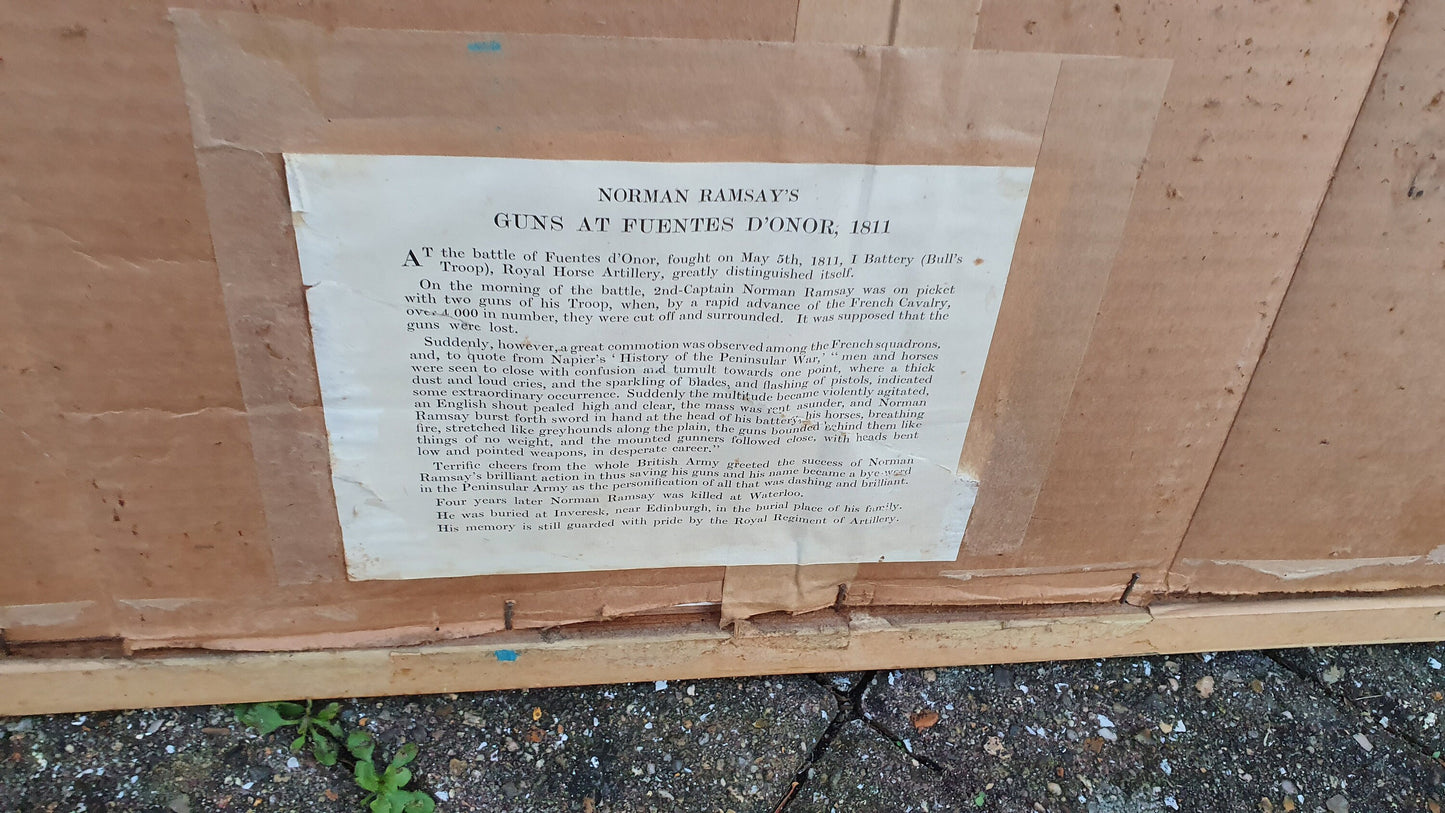 NORMAN RAMSAY'S
GUNS AT FUENTES D'ONOR, 1811
AT the battle of Fuentes d'Onor, fought on May 5th, 1811, I Battery (Bull's
Troop), Royal Horse Artillery, greatly distinguished itself.
On the morning of the battle, 2nd-Captain Norman Ramsay was on picket
with two guns of his Troop, when, by a rapid advance of the French Cavalry,
over 4,000 in number, they were cut off and surrounded. It was supposed that the
guns were lost.
Suddenly, however, a great commotion was observed among the French squadrons,
and, to quote from Napier's 'History of the Peninsular War,' "men and horses
were seen to close with confusion and tumult towards one point, where a thick
dust and loud cries, and the sparkling of blades, and flashing of pistols, indicated
some extraordinary occurrence. Suddenly the multitude became violently agitated,
an English shout pealed high and clear, the mass was rent asunder, and Norman
Ramsay burst forth sword in hand at the head of his battery, his horses, breathing
fire, stretched like greyhounds along the plain, the guns bounded behind them like
things of no weight, and the mounted gunners followed close, with heads bent
low and pointed weapons, in desperate career."
Terrific cheers from the whole British Army greeted the success of Norman
Ramsay's brilliant action in thus saving his guns and his name became a bye-word
in the Peninsular Army as the personification of all that was dashing and brilliant.
Four years later Norman Ramsay was killed at Waterloo.
He was buried at Inveresk, near Edinburgh, in the burial place of his family.
His memory is still guarded with pride by the Royal Regiment of Artillery.